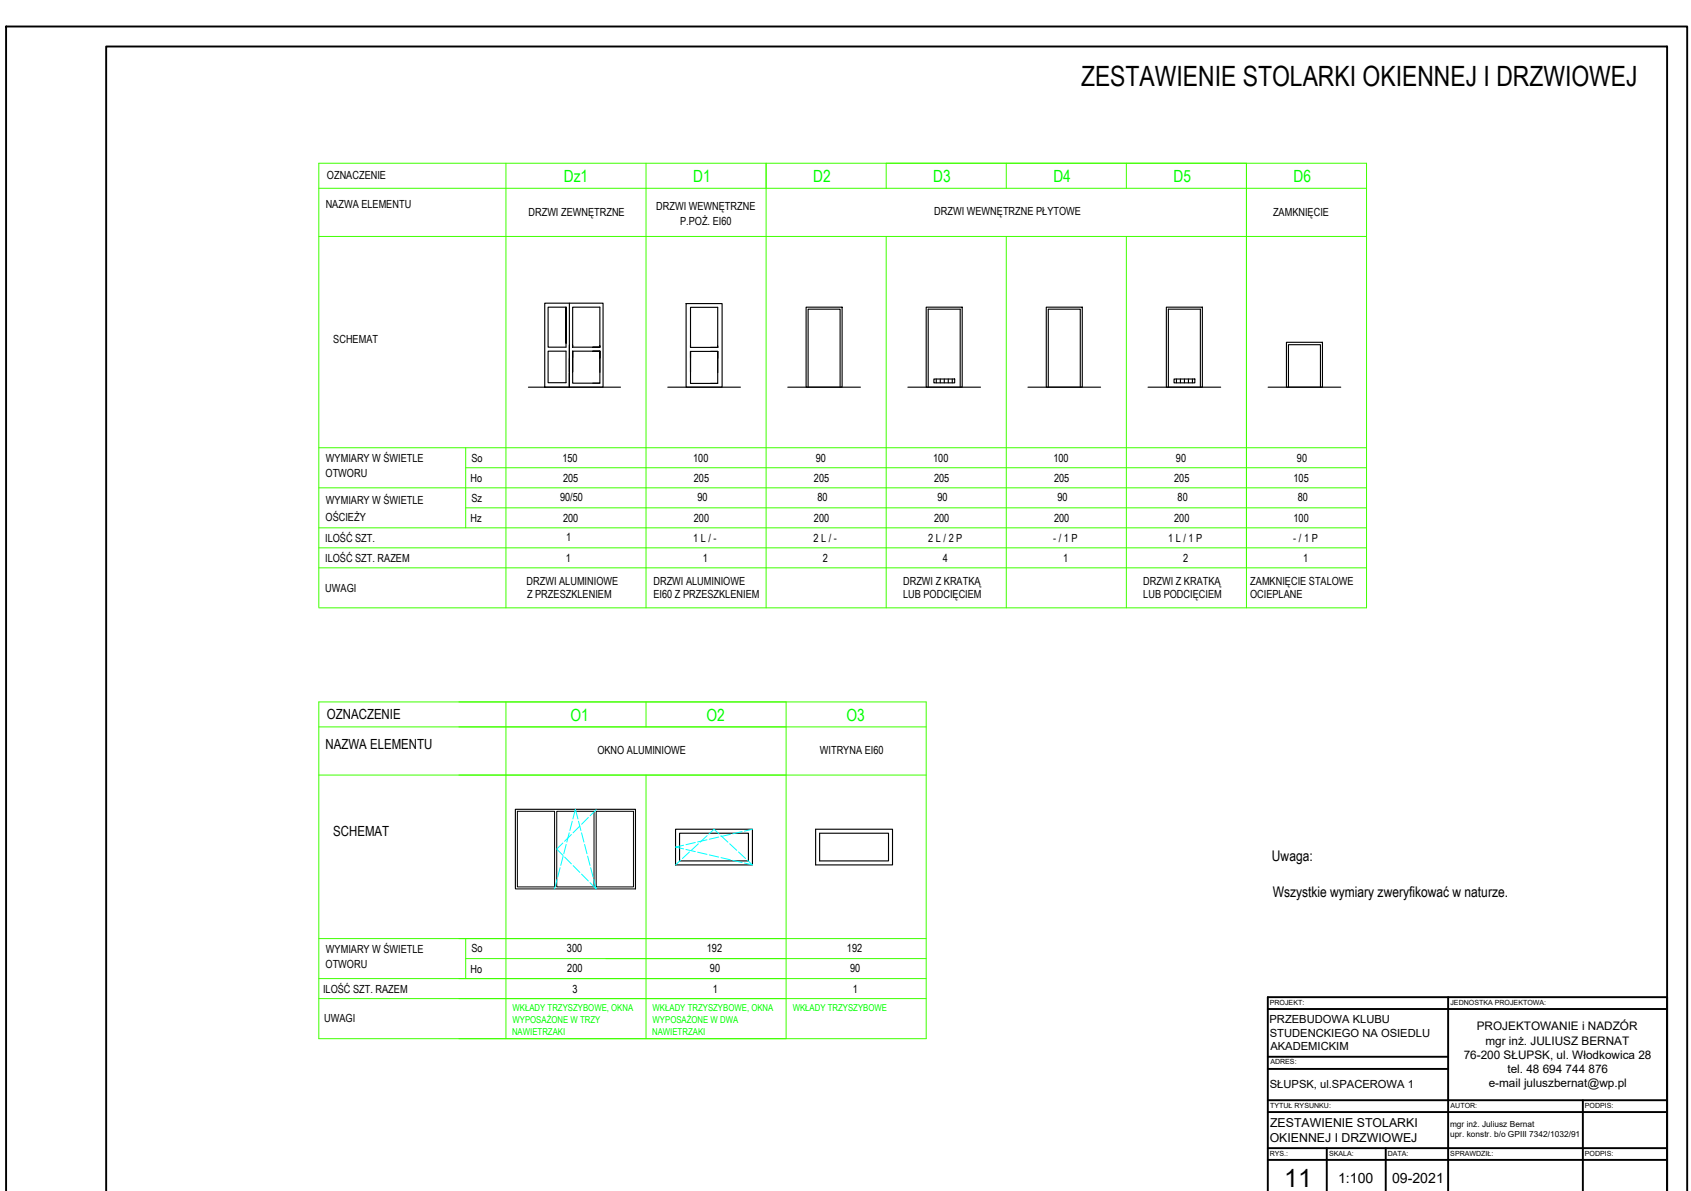 ZESTAWIENIE STOLARKI OKIENNEJ I DRZWIOWEJ
OZNACZENIE Dz1 D1 D2 D3 D4 D5 D6
NAZWA ELEMENTU DRZWI ZEWNĘTRZNE DRZWI WEWNĘTRZNE DRZWI WEWNĘTRZNE PŁYTOWE ZAMKNIĘCIE
P.POŻ. EI60
SCHEMAT
WYMIARY W ŚWIETLE So 150 100 90 100 100 90 90
OTWORU Ho 205 205 205 205 205 205 105
WYMIARY W ŚWIETLE Sz 90/50 90 80 90 90 80 80
OŚCIEŻY Hz 200 200 200 200 200 200 100
ILOŚĆ SZT. 1 1 L / - 2 L / - 2 L / 2 P - / 1 P 1 L / 1 P - / 1 P
ILOŚĆ SZT. RAZEM 1 1 2 4 1 2 1
UWAGI DRZWI ALUMINIOWE DRZWI ALUMINIOWE DRZWI Z KRATKĄ DRZWI Z KRATKĄ ZAMKNIĘCIE STALOWE
Z PRZESZKLENIEM EI60 Z PRZESZKLENIEM LUB PODCIĘCIEM LUB PODCIĘCIEM OCIEPLANE
OZNACZENIE O1 O2 O3
NAZWA ELEMENTU OKNO ALUMINIOWE WITRYNA EI60
SCHEMAT
WYMIARY W ŚWIETLE So 300 192 192
OTWORU Ho 200 90 90
ILOŚĆ SZT. RAZEM 3 1 1
UWAGI WKŁADY TRZYSZYBOWE, OKNA WKŁADY TRZYSZYBOWE, OKNA WKŁADY TRZYSZYBOWE
WYPOSAŻONE W TRZY WYPOSAŻONE W DWA
NAWIETRZAKI NAWIETRZAKI
Uwaga:
Wszystkie wymiary zweryfikować w naturze.
PROJEKT: JEDNOSTKA PROJEKTOWA:
PRZEBUDOWA KLUBU
STUDENCKIEGO NA OSIEDLU
AKADEMICKIM
PROJEKTOWANIE i NADZÓR
mgr inż. JULIUSZ BERNAT
76-200 SŁUPSK, ul. Włodkowica 28
tel. 48 694 744 876
e-mail juluszbernat@wp.pl
ADRES:
SŁUPSK, ul.SPACEROWA 1
TYTUŁ RYSUNKU: AUTOR: PODPIS:
ZESTAWIENIE STOLARKI
OKIENNEJ I DRZWIOWEJ
mgr inż. Juliusz Bernat
upr. konstr. b/o GPIII 7342/1032/91
RYS.: SKALA: DATA: SPRAWDZIŁ: PODPIS:
11 1:100 09-2021